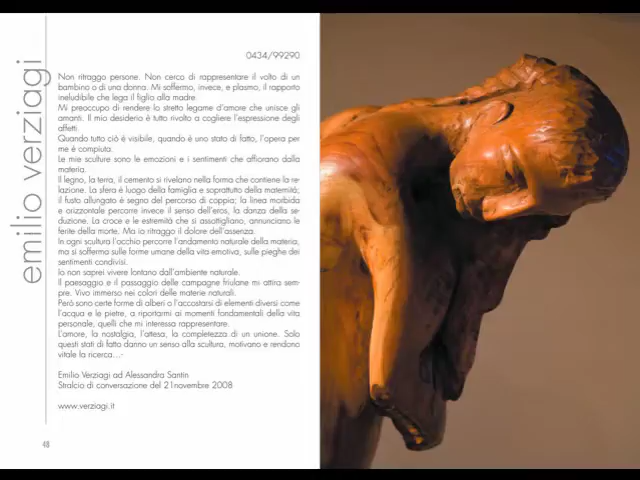 emilio verziagi
0434/99290
Non ritraggo persone. Non cerco di rappresentare il volto di un
bambino o di una donna. Mi soffermo, invece, e plasmo, il rapporto
ineludibile che lega il figlio alla madre.
Mi preoccupo di rendere lo stretto legame d'amore che unisce gli
amanti. Il mio desiderio è tutto rivolto a cogliere l'espressione degli
affetti.
Quando tutto ciò è visibile, quando è uno stato di fatto, l'opera per
me è compiuta.
Le mie sculture sono le emozioni e i sentimenti che affiorano dalla
materia.
Il legno, la terra, il cemento si rivelano nella forma che contiene la re-
lazione. La sfera è luogo della famiglia e soprattutto della maternità;
il fusto allungato è segno del percorso di coppia; la linea morbida
e orizzontale percorre invece il senso dell'eros, la danza della se-
duzione. La croce e le estremità che si assottigliano, annunciano le
ferite della morte. Ma io ritraggo il dolore dell'assenza.
In ogni scultura l'occhio percorre l'andamento naturale della materia,
ma si sofferma sulle forme umane della vita emotiva, sulle pieghe dei
sentimenti condivisi.
Io non saprei vivere lontano dall'ambiente naturale.
Il paesaggio e il passaggio delle campagne friulane mi attira sem-
pre. Vivo immerso nei colori delle materie naturali.
Però sono certe forme di alberi o l'accostarsi di elementi diversi come
l'acqua e le pietre, a riportarmi ai momenti fondamentali della vita
personale, quelli che mi interessa rappresentare.
L'amore, la nostalgia, l'attesa, la completezza di un unione. Solo
questi stati di fatto danno un senso alla scultura, motivano e rendono
vitale la ricerca...-
Emilio Verziagi ad Alessandra Santin
Stralcio di conversazione del 21novembre 2008
www.verziagi.it
48